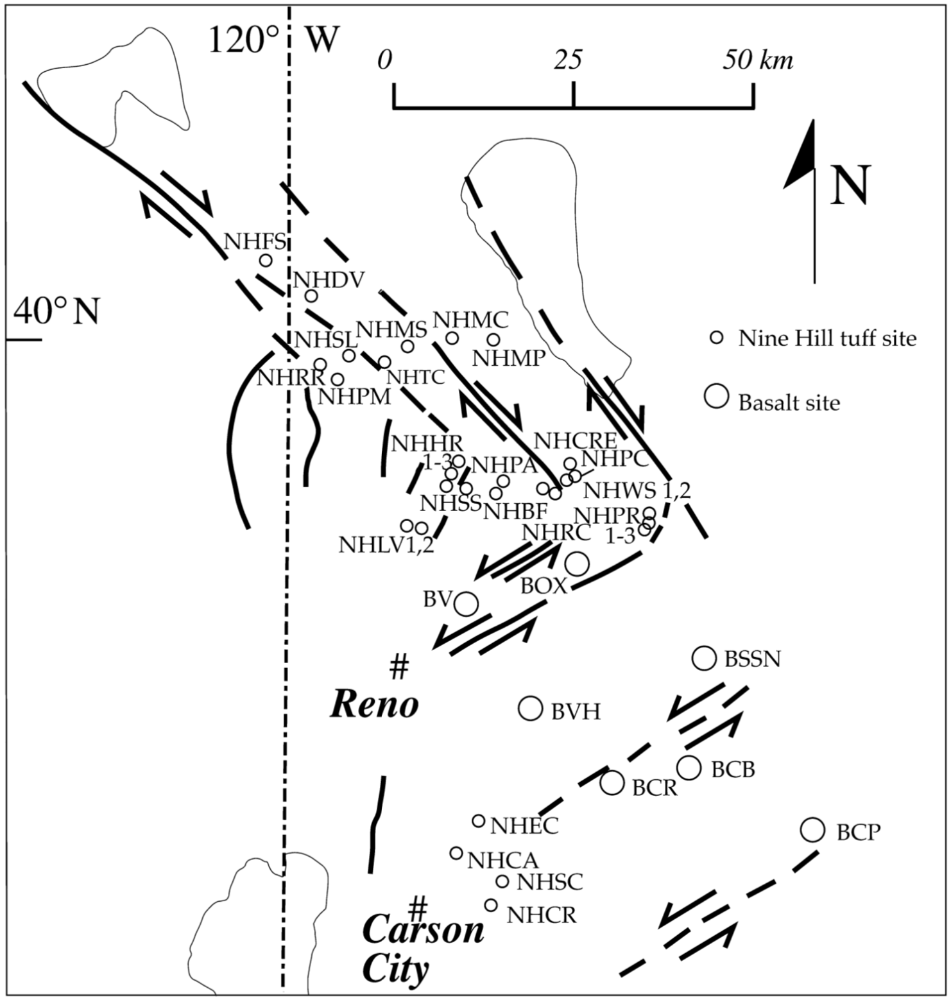 120° W
0 25 50 km
N
NHFS
NHDV
40° N
NHMC
NHMS
NHSL
Nine Hill tuff site
NHMP
NHRR
NHTC
NHPM
Basalt site
NHHR
1-3
NHCRE
NHPC
NHPA
NHWS 1,2
NHSS
NHBF
NHPR
1-3
NHRC
NHLV1,2
BOX
BV
#
Reno
BSSN
BVH
BCB
BCR
NHEC
BCP
NHCA
NHSC
#
NHCR
Carson
City